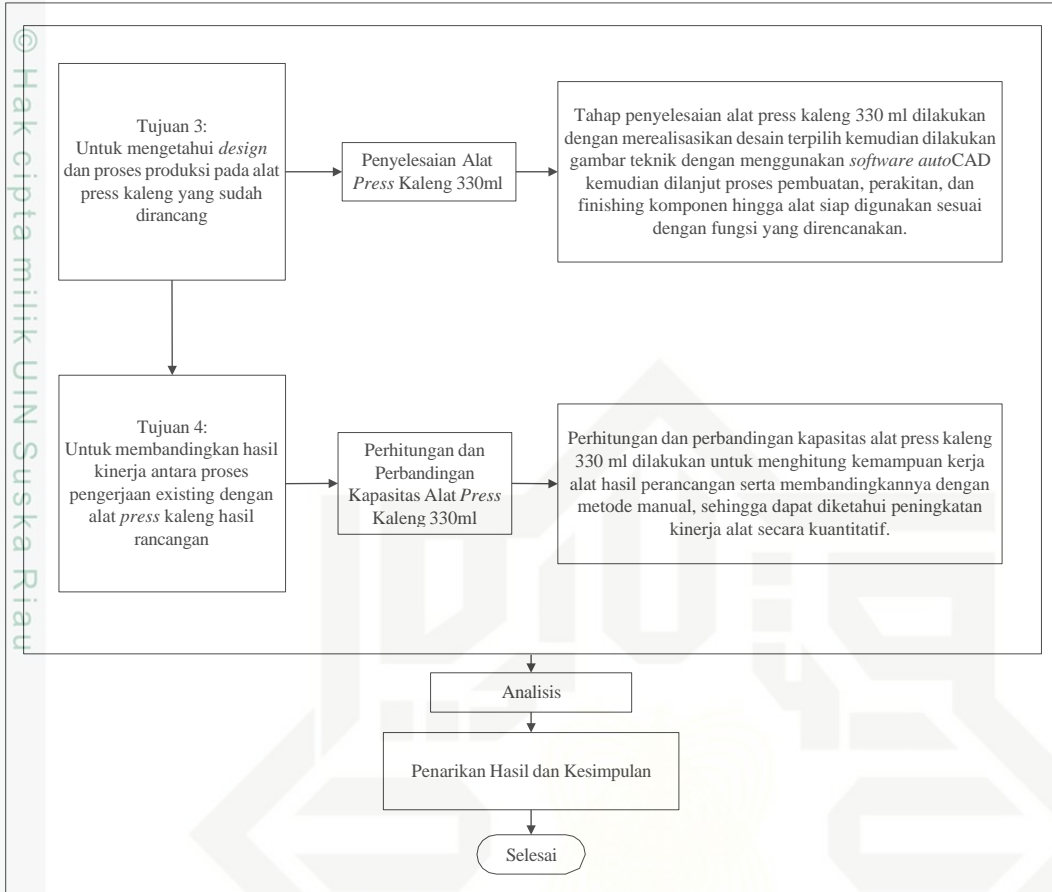 © Hak cipta milik UIN Suska Riau
Tujuan 3:
Untuk mengetahui design
dan proses produksi pada alat
press kaleng yang sudah
dirancang
Penyelesaian Alat
Press Kaleng 330ml
Tahap penyelesaian alat press kaleng 330 ml dilakukan
dengan merealisasikan desain terpilih kemudian dilakukan
gambar teknik dengan menggunakan software autoCAD
kemudian dilanjut proses pembuatan, perakitan, dan
finishing komponen hingga alat siap digunakan sesuai
dengan fungsi yang direncanakan.
Tujuan 4:
Untuk membandingkan hasil
kinerja antara proses
pengerjaan existing dengan
alat press kaleng hasil
rancangan
Perhitungan dan
Perbandingan
Kapasitas Alat Press
Kaleng 330ml
Perhitungan dan perbandingan kapasitas alat press kaleng
330 ml dilakukan untuk menghitung kemampuan kerja
alat hasil perancangan serta membandingkannya dengan
metode manual, sehingga dapat diketahui peningkatan
kinerja alat secara kuantitatif.
Analisis
Penarikan Hasil dan Kesimpulan
Selesai